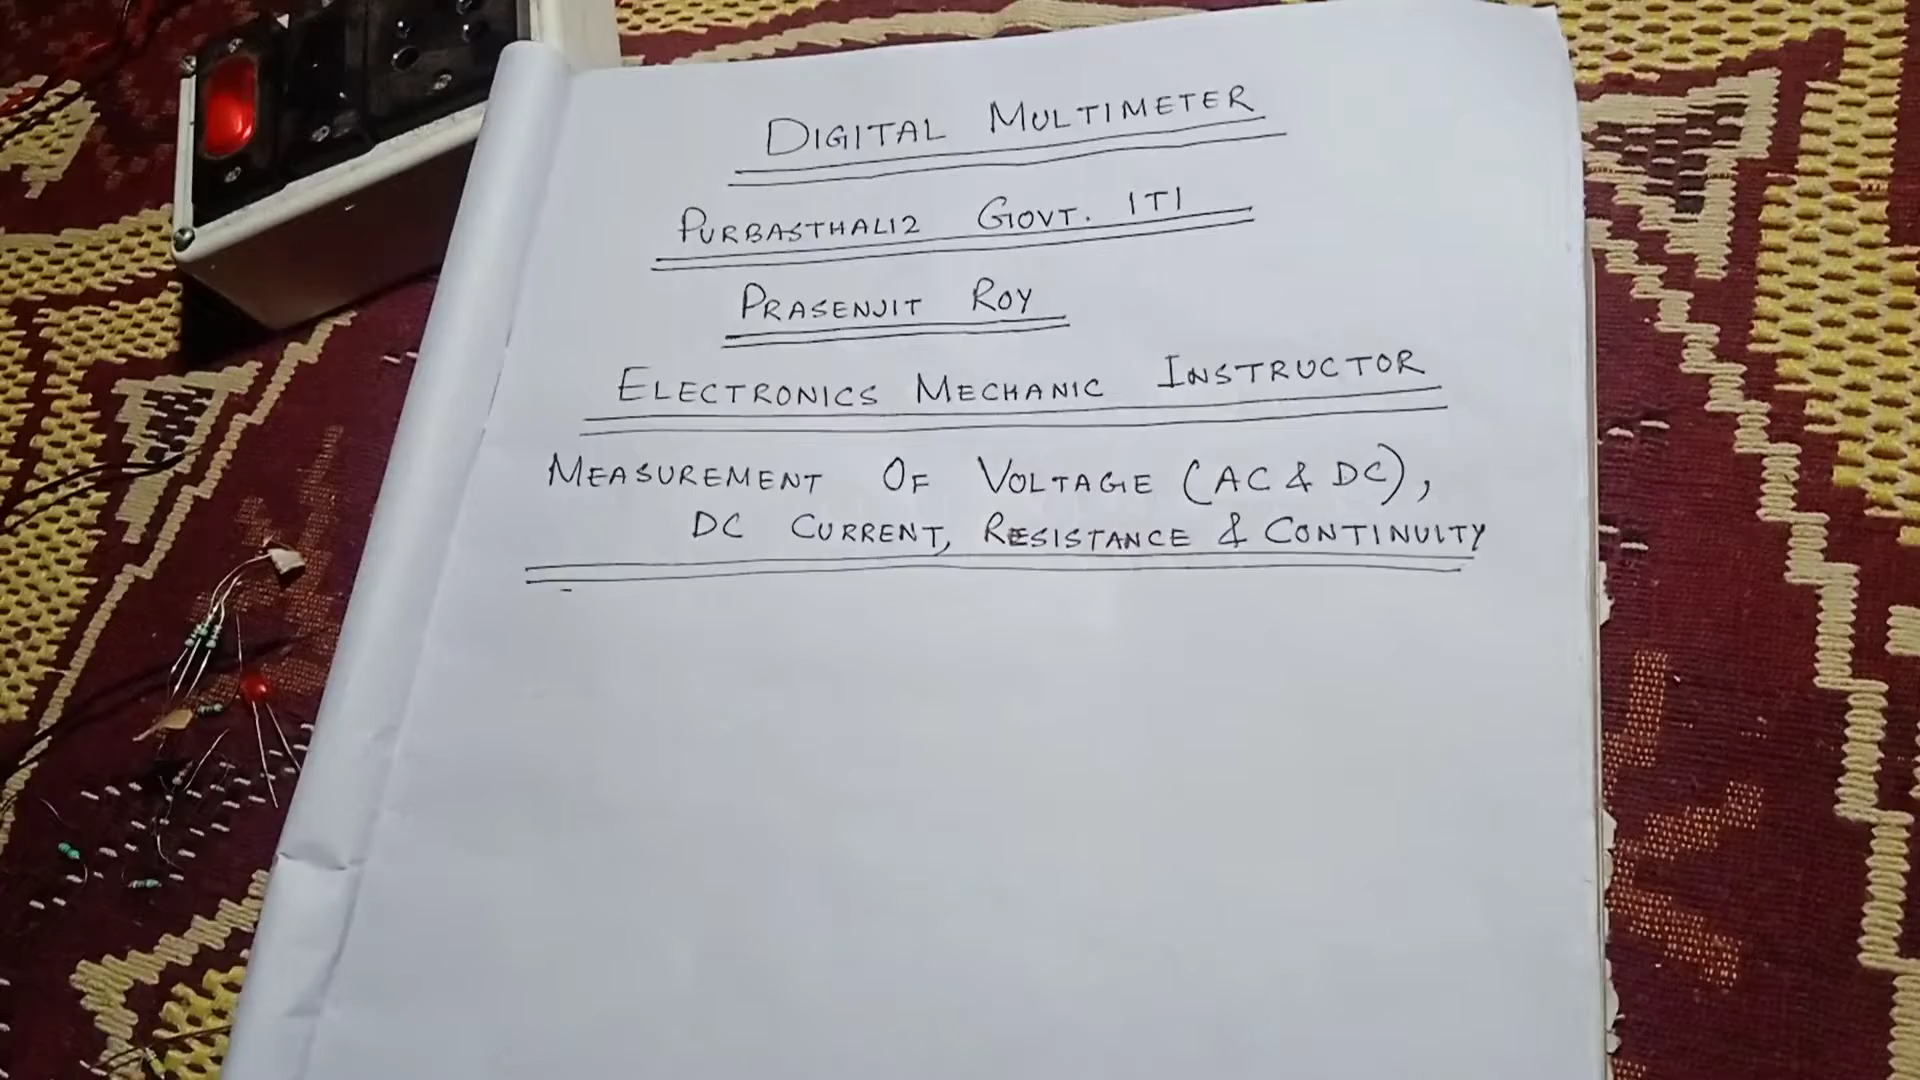 DIGITAL MULTIMETER
PURBASTHALI2 GOVT. ITI
PRASENJIT ROY
ELECTRONICS MECHANIC INSTRUCTOR
MEASUREMENT OF VOLTAGE (AC & DC),
DC CURRENT, RESISTANCE & CONTINUITY